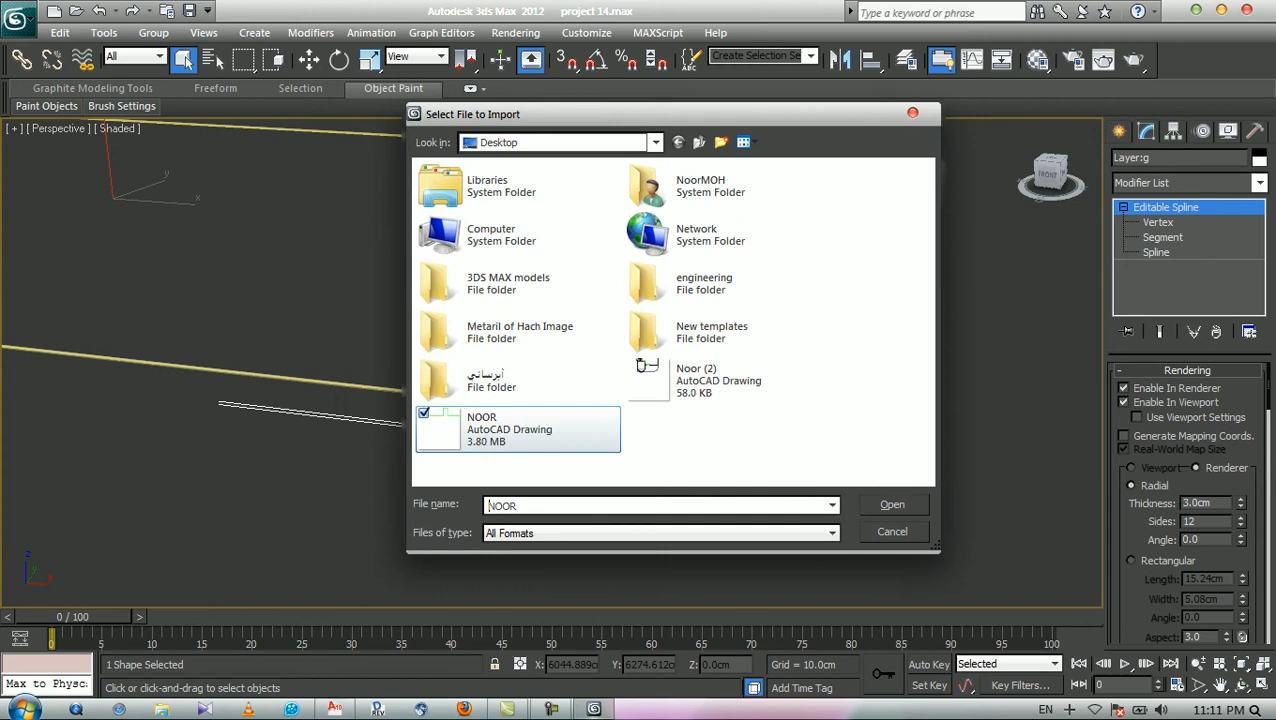 Autodesk 3ds Max 2012 project 14.max
Type a keyword or phrase
Edit Tools Group Views Create Modifiers Animation Graph Editors Rendering Customize MAXScript Help
All View Create Selection Se
Graphite Modeling Tools Freeform Selection Object Paint
Paint Objects Brush Settings
Select File to Import
[ + ] [ Perspective ] [ Shaded ]
Look in: Desktop
Libraries
System Folder
NoorMOH
System Folder
Computer
System Folder
Network
System Folder
3DS MAX models
File folder
engineering
File folder
Metaril of Hach Image
File folder
New templates
File folder
أبرساني
File folder
Noor (2)
AutoCAD Drawing
58.0 KB
NOOR
AutoCAD Drawing
3.80 MB
File name: NOOR Open
Files of type: All Formats Cancel
y
x
FRONT
z
y
x
Layer:g
Modifier List
Editable Spline
Vertex
Segment
Spline
- Rendering
Enable In Renderer
Enable In Viewport
Use Viewport Settings
Generate Mapping Coords.
Real-World Map Size
Viewport Renderer
Radial
Thickness: 3.0cm
Sides: 12
Angle: 0.0
Rectangular
Length: 15.24cm
Width: 5.08cm
Angle: 0.0
Aspect: 3.0
< 0 / 100 >
0 5 10 15 20 25 30 35 40 45 50 55 60 65 70 75 80 85 90 95 100
1 Shape Selected X: 6044.889cm Y: 6274.612cm Z: 0.0cm Grid = 10.0cm Auto Key Selected
Max to Physcs Click or click-and-drag to select objects Add Time Tag Set Key Key Filters... 0
EN 11:11 PM